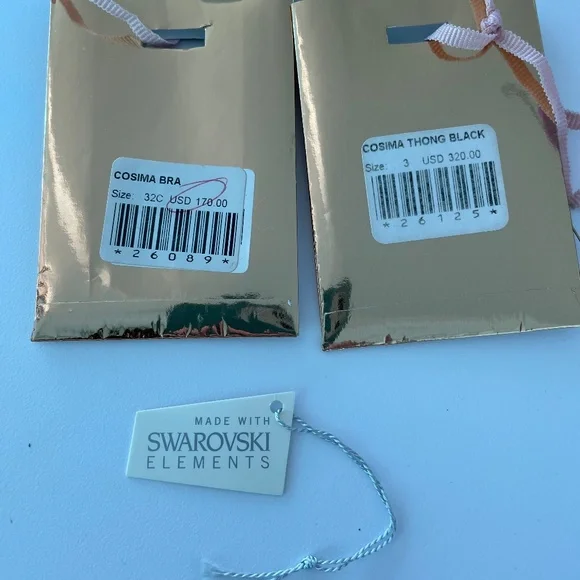 COSIMA BRA
Size: 32C USD 170.00
*26089*
COSIMA THONG BLACK
Size: 3 USD 320.00
*26125*
MADE WITH
SWAROVSKI
ELEMENTS